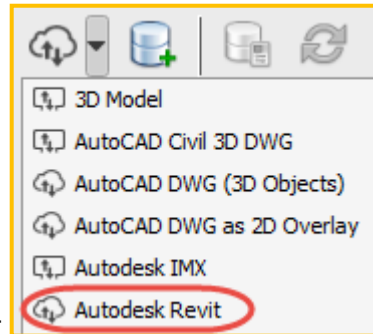 3D Model
AutoCAD Civil 3D DWG
AutoCAD DWG (3D Objects)
AutoCAD DWG as 2D Overlay
Autodesk IMX
Autodesk Revit